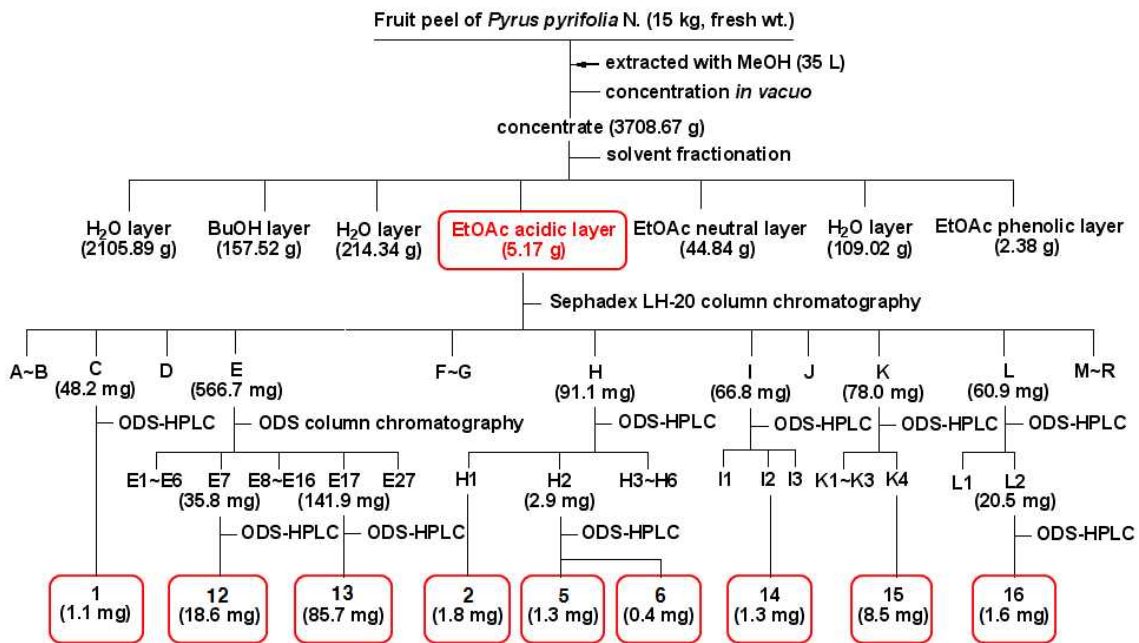 Fruit peel of Pyrus pyrifolia N. (15 kg, fresh wt.)
extracted with MeOH (35 L)
concentration in vacuo
concentrate (3708.67 g)
solvent fractionation
H₂O layer
(2105.89 g)
BuOH layer
(157.52 g)
H₂O layer
(214.34 g)
EtOAc acidic layer
(5.17 g)
EtOAc neutral layer
(44.84 g)
H₂O layer
(109.02 g)
EtOAc phenolic layer
(2.38 g)
Sephadex LH-20 column chromatography
A~B
C
(48.2 mg)
D
E
(566.7 mg)
F~G
H
(91.1 mg)
I
(66.8 mg)
J
K
(78.0 mg)
L
(60.9 mg)
M~R
ODS-HPLC
ODS column chromatography
ODS-HPLC
ODS-HPLC
ODS-HPLC
ODS-HPLC
E1~E6
E7
(35.8 mg)
E8~E16
E17
(141.9 mg)
E27
H1
H2
(2.9 mg)
H3~H6
I1
I2
I3
K1~K3
K4
L1
L2
(20.5 mg)
ODS-HPLC
ODS-HPLC
ODS-HPLC
ODS-HPLC
1
(1.1 mg)
12
(18.6 mg)
13
(85.7 mg)
2
(1.8 mg)
5
(1.3 mg)
6
(0.4 mg)
14
(1.3 mg)
15
(8.5 mg)
16
(1.6 mg)